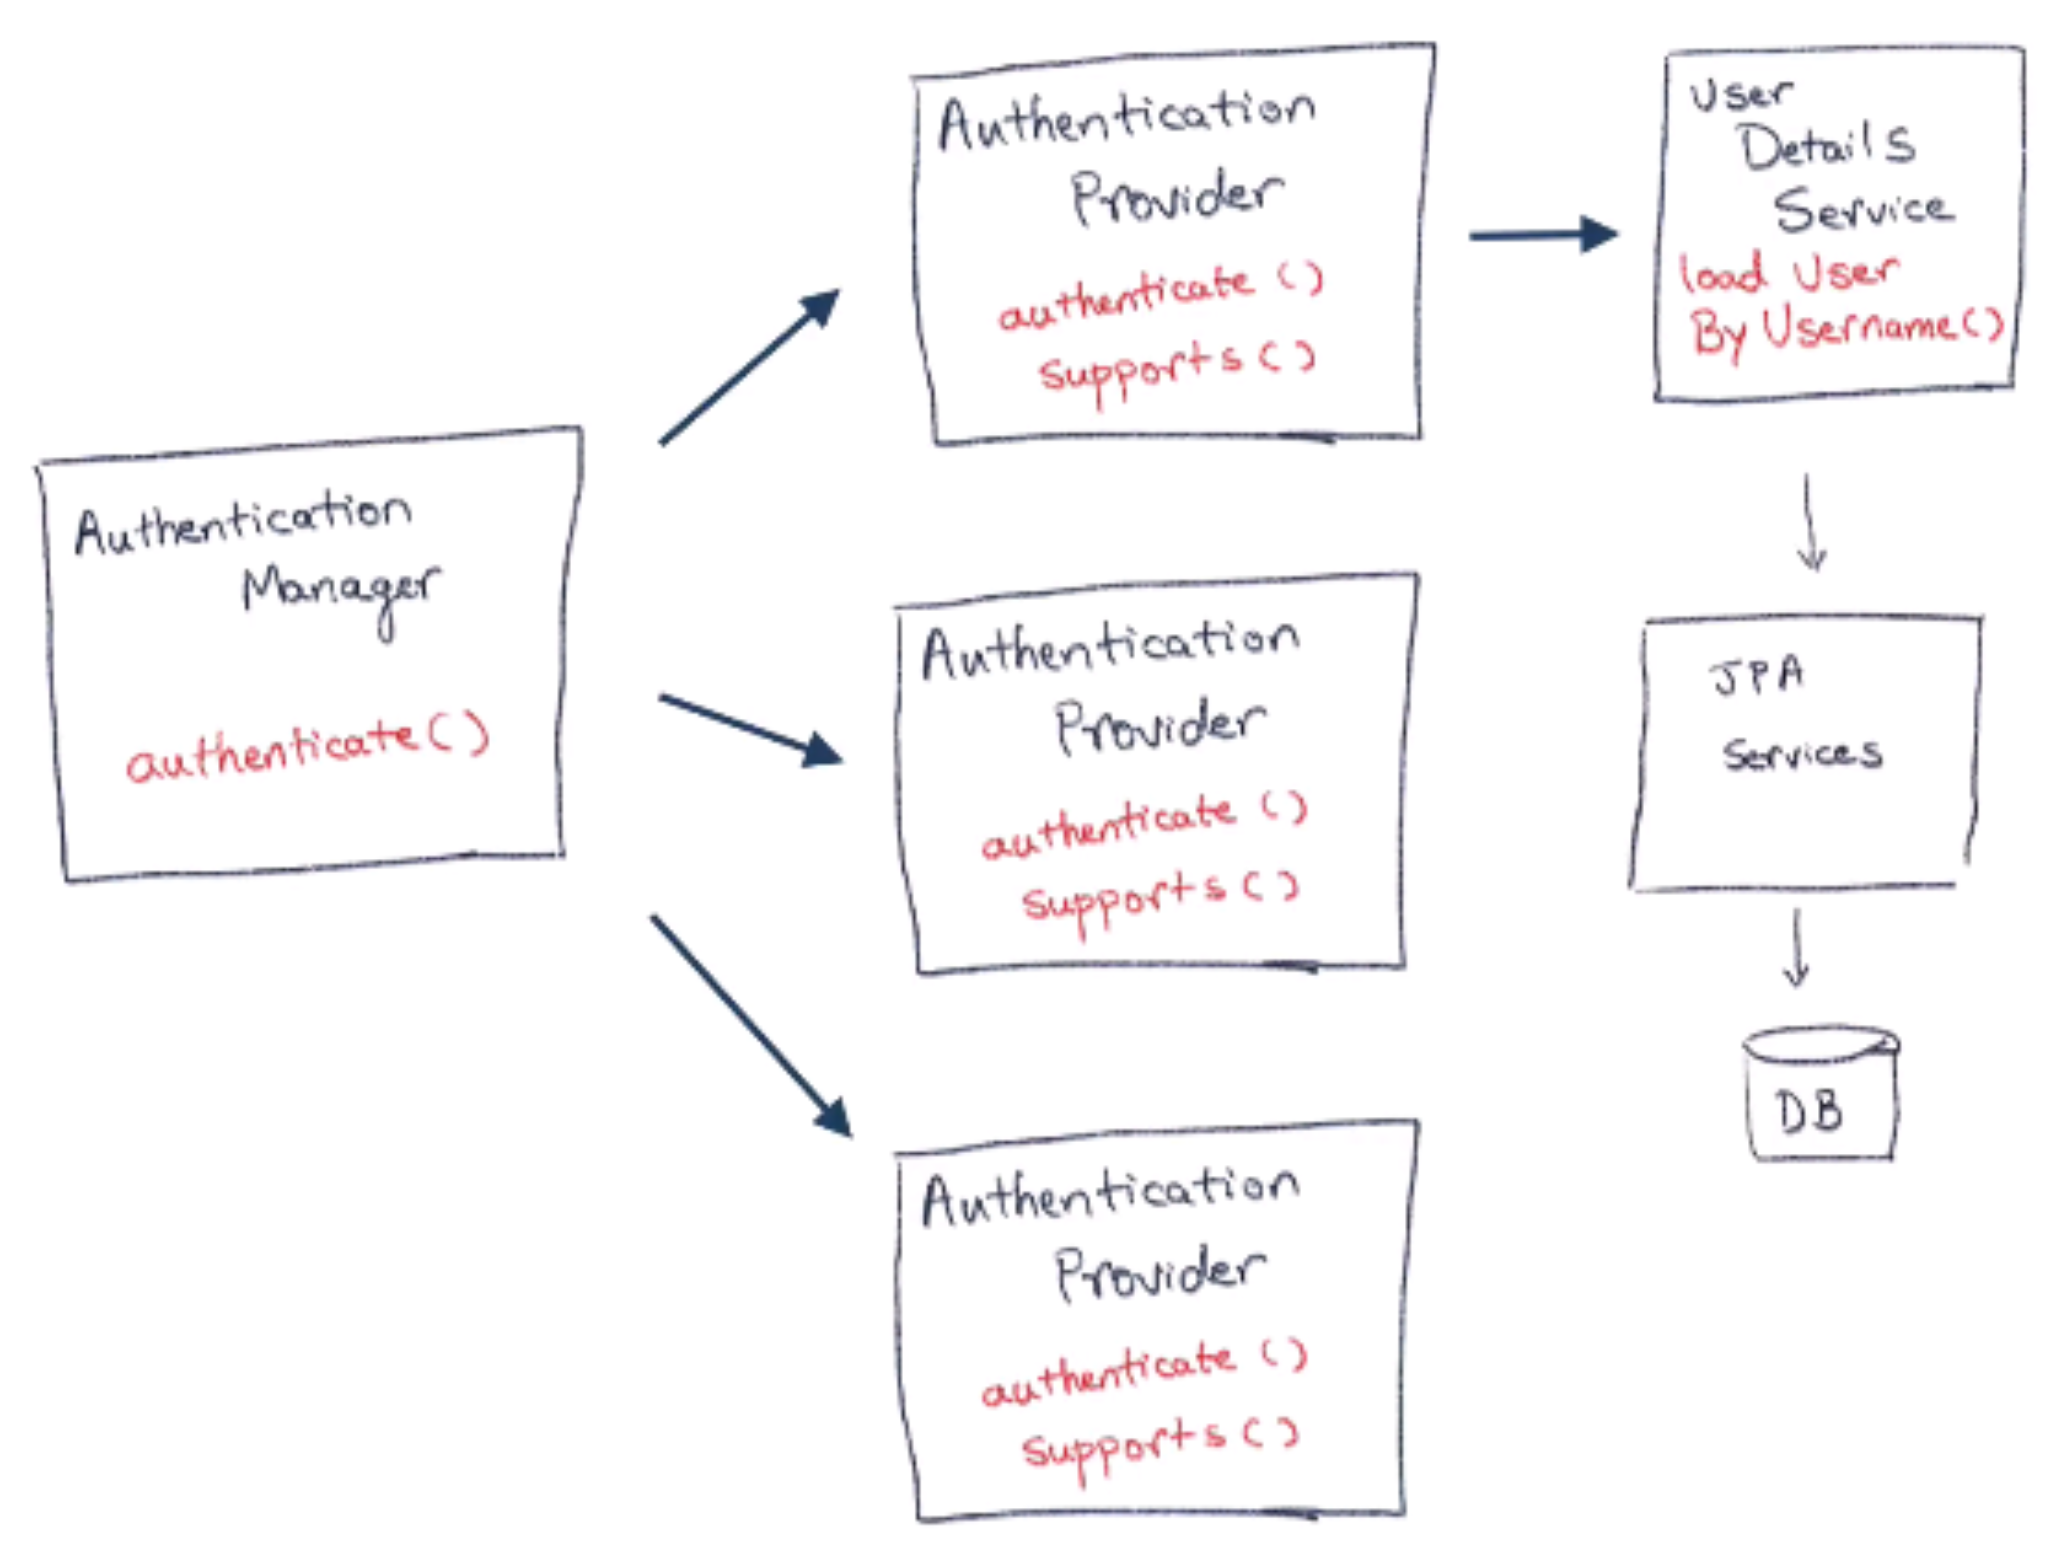 Authentication
Manager
authenticate()
Authentication
Provider
authenticate ()
supports ()
Authentication
Provider
authenticate ()
supports ()
Authentication
Provider
authenticate ()
supports ()
User
Details
Service
load User
By Username()
JPA
Services
DB